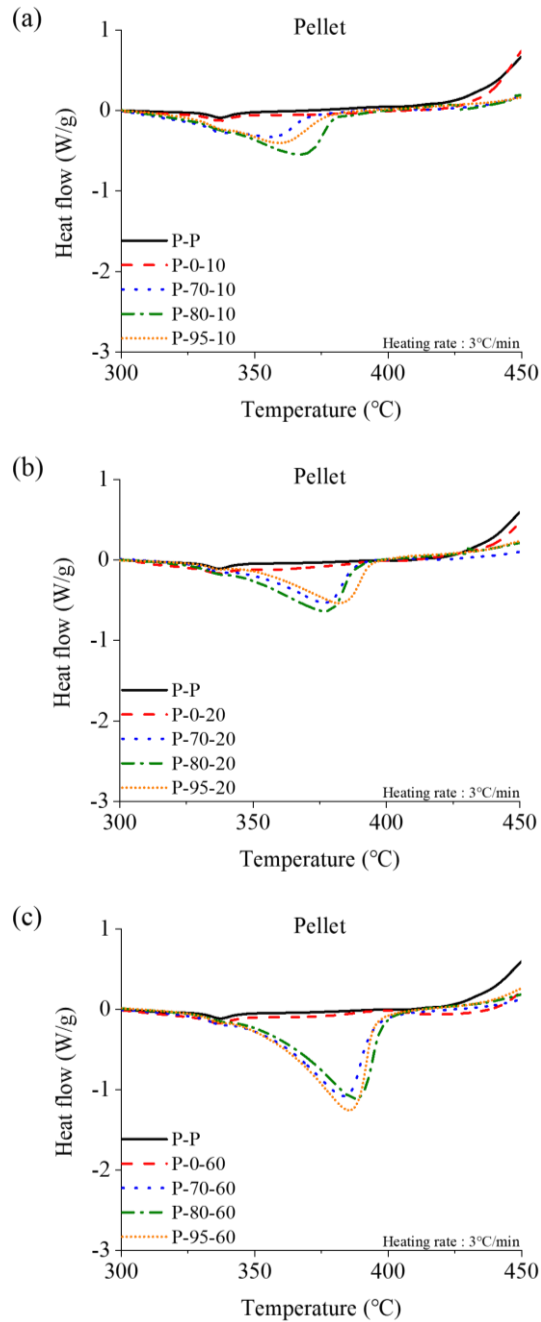 (a)
Pellet
1
0
-1
-2
-3
Heat flow (W/g)
P-P
P-0-10
P-70-10
P-80-10
P-95-10
Heating rate : 3℃/min
300
350
400
450
Temperature (℃)
(b)
Pellet
1
0
-1
-2
-3
Heat flow (W/g)
P-P
P-0-20
P-70-20
P-80-20
P-95-20
Heating rate : 3℃/min
300
350
400
450
Temperature (℃)
(c)
Pellet
1
0
-1
-2
-3
Heat flow (W/g)
P-P
P-0-60
P-70-60
P-80-60
P-95-60
Heating rate : 3℃/min
300
350
400
450
Temperature (℃)